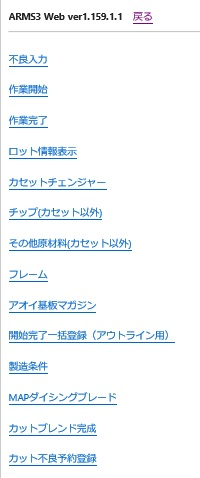 ARMS3 Web ver1.159.1.1 戻る
不良入力
作業開始
作業完了
ロット情報表示
カセットチェンジャー
チップ(カセット以外)
その他原材料(カセット以外)
フレーム
アオイ基板マガジン
開始完了一括登録（アウトライン用）
製造条件
MAPダイシングブレード
カットブレンド完成
カット不良予約登録